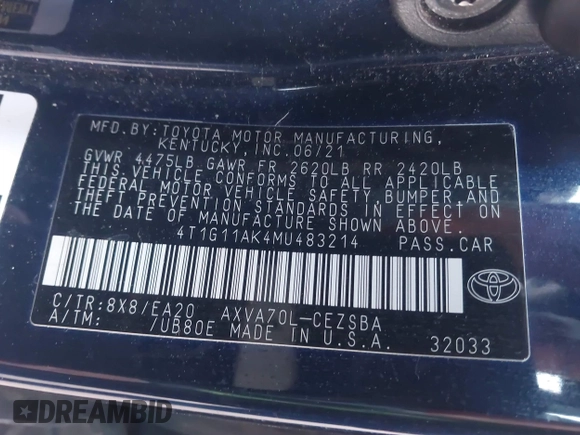 MFD.BY:TOYOTA MOTOR MANUFACTURING,
KENTUCKY,INC.06/21
GVWR 4475LB GAWR FR 2620LB RR 2420LB
THIS VEHICLE CONFORMS TO ALL APPLICABLE
FEDERAL MOTOR VEHICLE SAFETY,BUMPER,AND
THEFT PREVENTION STANDARDS IN EFFECT ON
THE DATE OF MANUFACTURE SHOWN ABOVE.
4T1G11AK4MU483214 PASS.CAR
C/TR:8X8/EA20 AXVA70L-CEZSBA
A/TM: /UB80E MADE IN U.S.A. 32033
DREAMBID